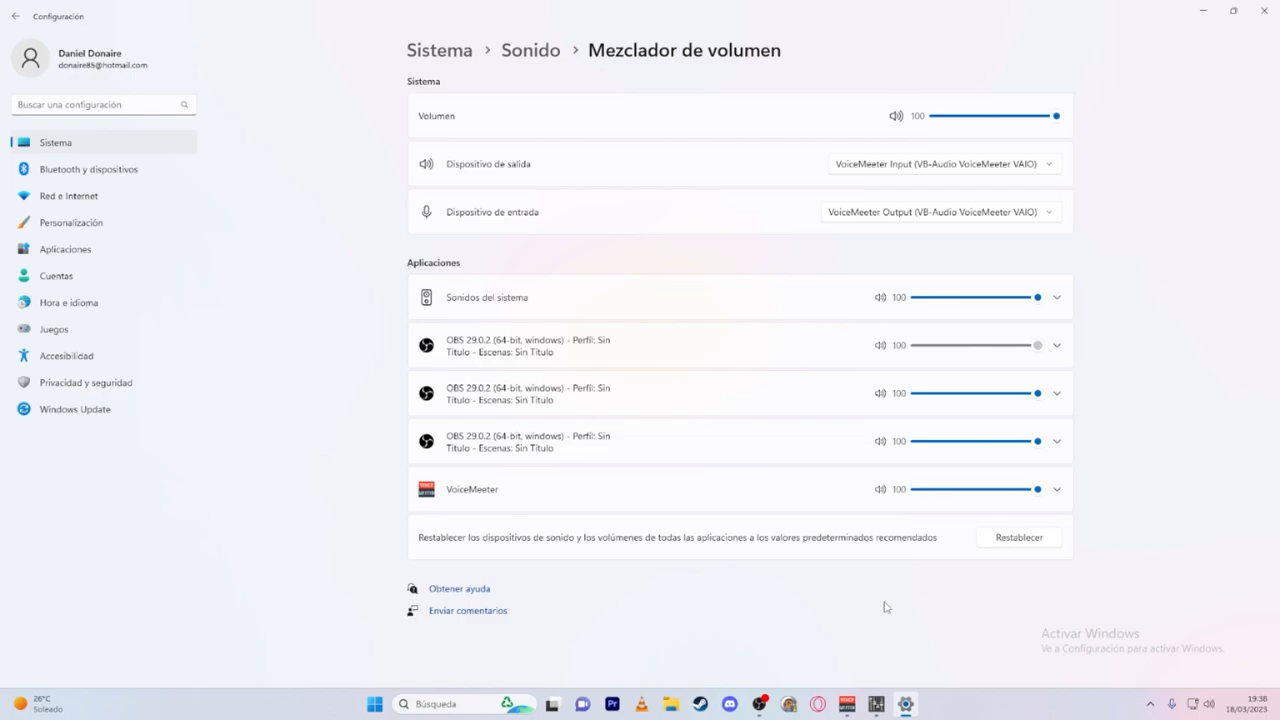 Configuración
Daniel Donaire
donaire85@hotmail.com
Buscar una configuración
Sistema
Bluetooth y dispositivos
Red e Internet
Personalización
Aplicaciones
Cuentas
Hora e idioma
Juegos
Accesibilidad
Privacidad y seguridad
Windows Update
Sistema > Sonido > Mezclador de volumen
Sistema
Volumen 100
Dispositivo de salida VoiceMeeter Input (VB-Audio VoiceMeeter VAIO)
Dispositivo de entrada VoiceMeeter Output (VB-Audio VoiceMeeter VAIO)
Aplicaciones
Sonidos del sistema 100
OBS 29.0.2 (64-bit, windows) - Perfil: Sin
Título - Escenas: Sin Título 100
OBS 29.0.2 (64-bit, windows) - Perfil: Sin
Título - Escenas: Sin Título 100
OBS 29.0.2 (64-bit, windows) - Perfil: Sin
Título - Escenas: Sin Título 100
VOICE MEETER VoiceMeeter 100
Restablecer los dispositivos de sonido y los volúmenes de todas las aplicaciones a los valores predeterminados recomendados Restablecer
Obtener ayuda
Enviar comentarios
Activar Windows
Ve a Configuración para activar Windows.
26°C
Soleado
Búsqueda
Pr
19:38
18/03/2023